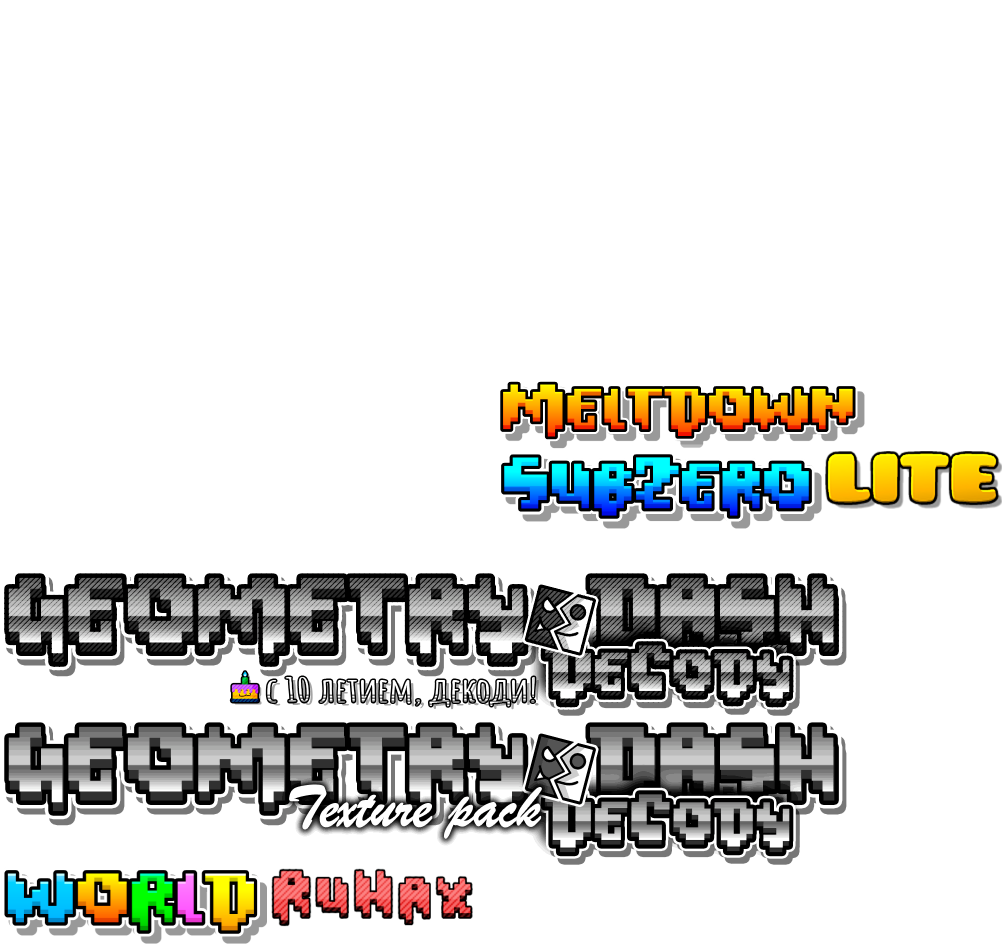 MELTDOWN
SUBZERO LITE
GEOMETRY DASH
DeCody
С 10 ЛЕТИЕМ, ДЕКОДИ!
GEOMETRY DASH
Texture pack DeCody
WORLD RuHax